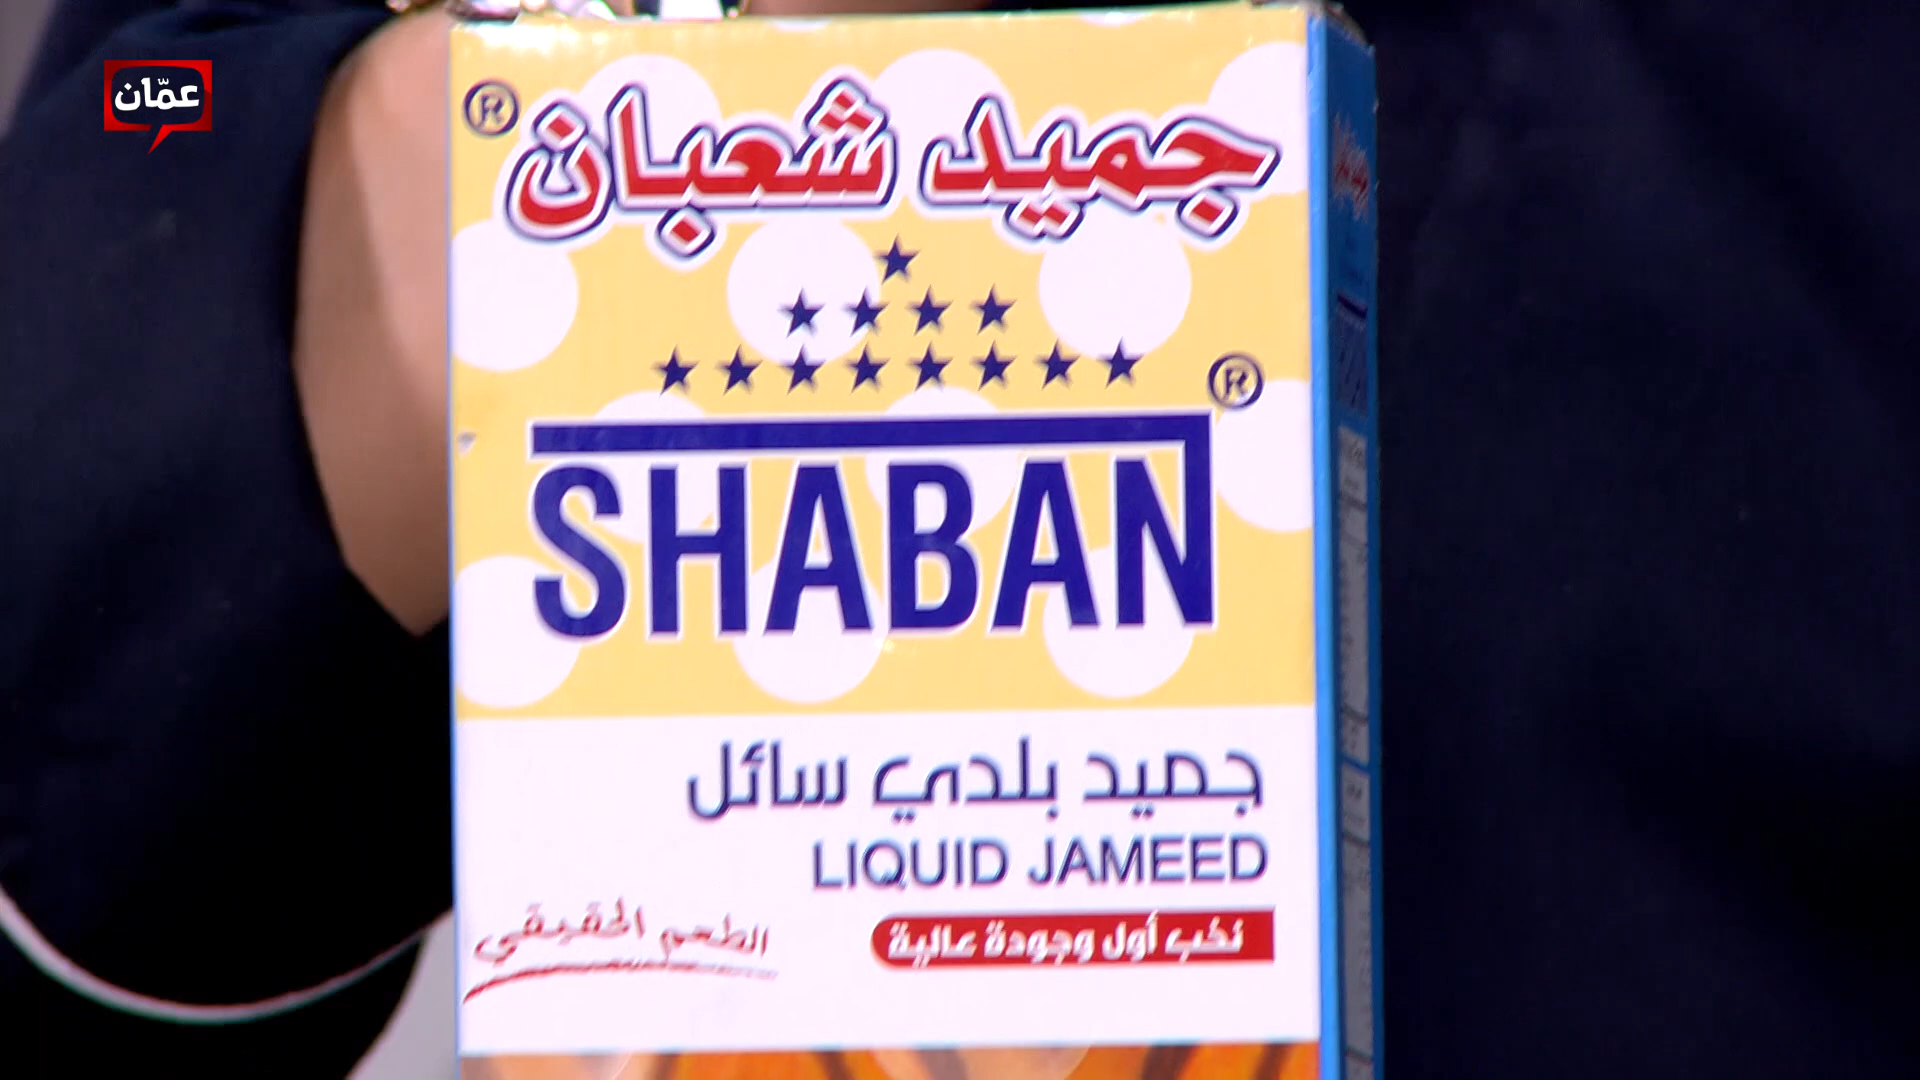 عمّان
جميد شعبان ®
®
SHABAN
جميد بلدي سائل
LIQUID JAMEED
نخب أول وجودة عالية
الطعم الحقيقي